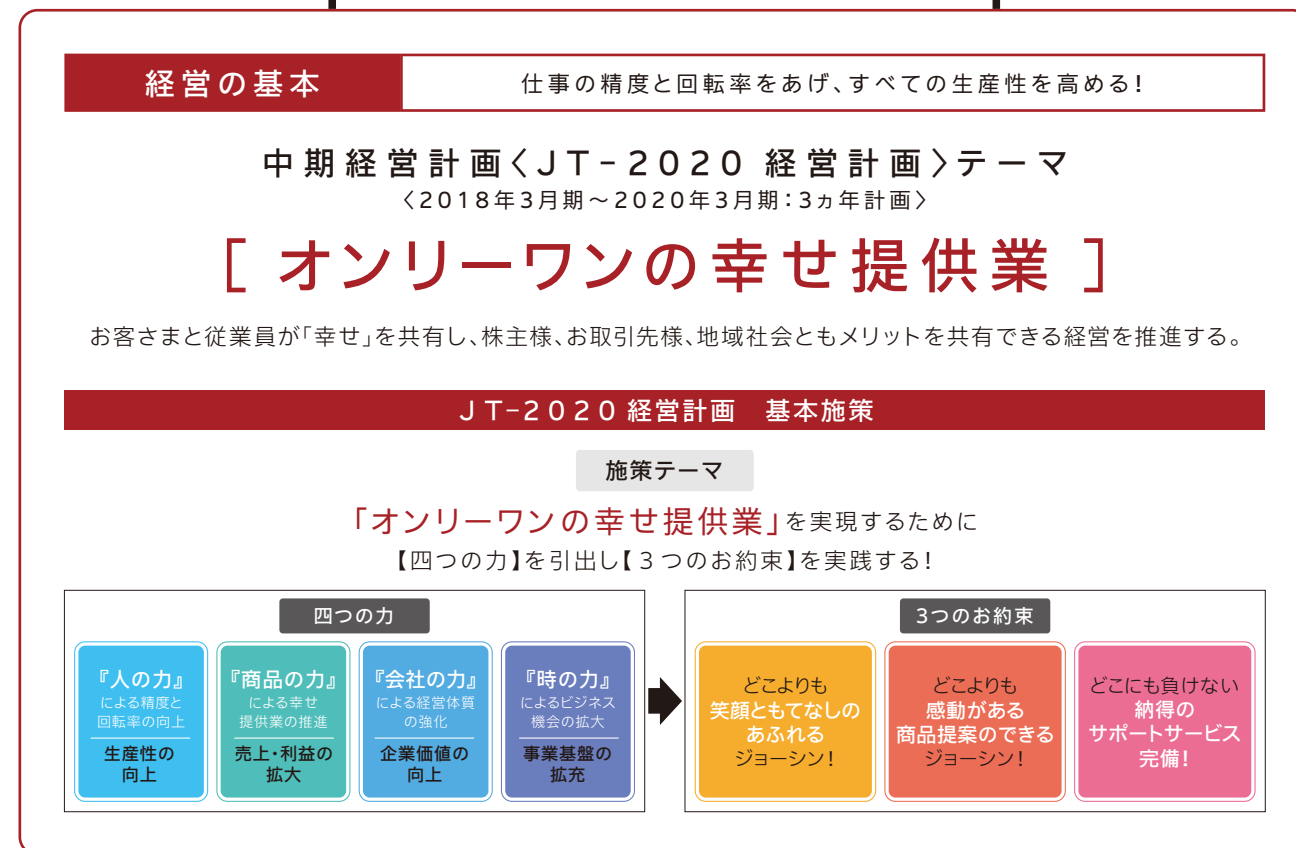 経営の基本
仕事の精度と回転率をあげ、すべての生産性を高める!
中期経営計画〈JT-2020 経営計画〉テーマ
〈2018年3月期～2020年3月期:3ヵ年計画〉
[ オンリーワンの幸せ提供業 ]
お客さまと従業員が「幸せ」を共有し、株主様、お取引先様、地域社会ともメリットを共有できる経営を推進する。
JT-2020 経営計画　基本施策
施策テーマ
「オンリーワンの幸せ提供業」を実現するために
【四つの力】を引出し【3つのお約束】を実践する!
四つの力
『人の力』
による精度と
回転率の向上
生産性の
向上
『商品の力』
による幸せ
提供業の推進
売上・利益の
拡大
『会社の力』
による経営体質
の強化
企業価値の
向上
『時の力』
によるビジネス
機会の拡大
事業基盤の
拡充
3つのお約束
どこよりも
笑顔ともてなしの
あふれる
ジョーシン!
どこよりも
感動がある
商品提案のできる
ジョーシン!
どこにも負けない
納得の
サポートサービス
完備!